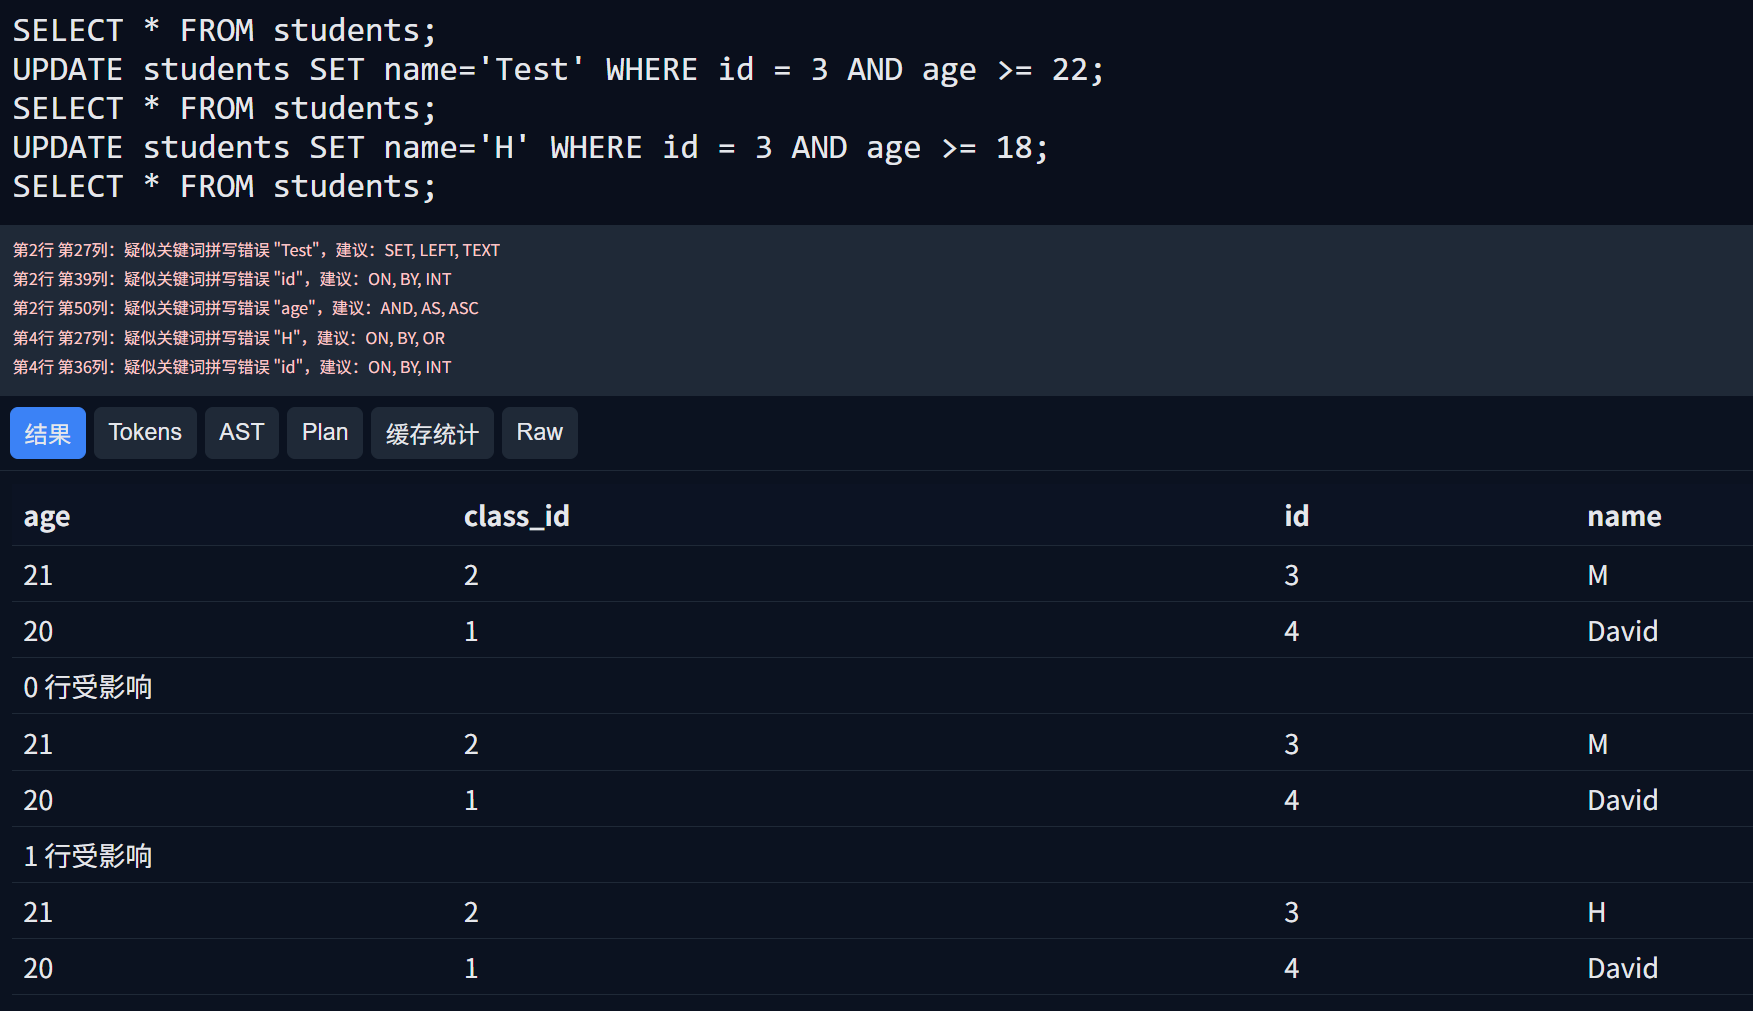 SELECT * FROM students;
UPDATE students SET name='Test' WHERE id = 3 AND age >= 22;
SELECT * FROM students;
UPDATE students SET name='H' WHERE id = 3 AND age >= 18;
SELECT * FROM students;
第2行 第27列：疑似关键词拼写错误 "Test"，建议：SET, LEFT, TEXT
第2行 第39列：疑似关键词拼写错误 "id"，建议：ON, BY, INT
第2行 第50列：疑似关键词拼写错误 "age"，建议：AND, AS, ASC
第4行 第27列：疑似关键词拼写错误 "H"，建议：ON, BY, OR
第4行 第36列：疑似关键词拼写错误 "id"，建议：ON, BY, INT
结果 Tokens AST Plan 缓存统计 Raw
age class_id id name
21 2 3 M
20 1 4 David
0 行受影响
21 2 3 M
20 1 4 David
1 行受影响
21 2 3 H
20 1 4 David